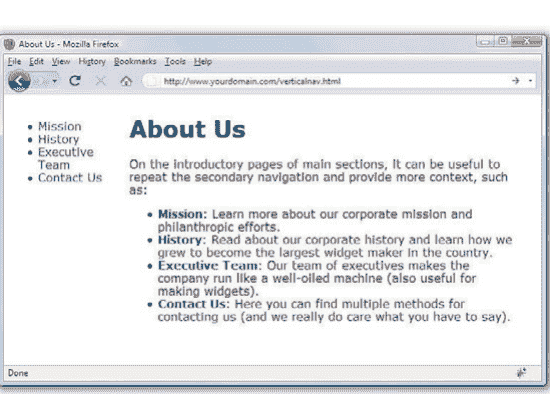 About Us - Mozilla Firefox
File Edit View History Bookmarks Tools Help
http://www.yourdomain.com/verticalnav.html
• Mission
• History
• Executive
Team
• Contact Us
About Us
On the introductory pages of main sections, it can be useful to
repeat the secondary navigation and provide more context, such
as:
• Mission: Learn more about our corporate mission and
philanthropic efforts.
• History: Read about our corporate history and learn how we
grew to become the largest widget maker in the country.
• Executive Team: Our team of executives makes the
company run like a well-oiled machine (also useful for
making widgets).
• Contact Us: Here you can find multiple methods for
contacting us (and we really do care what you have to say).
Done